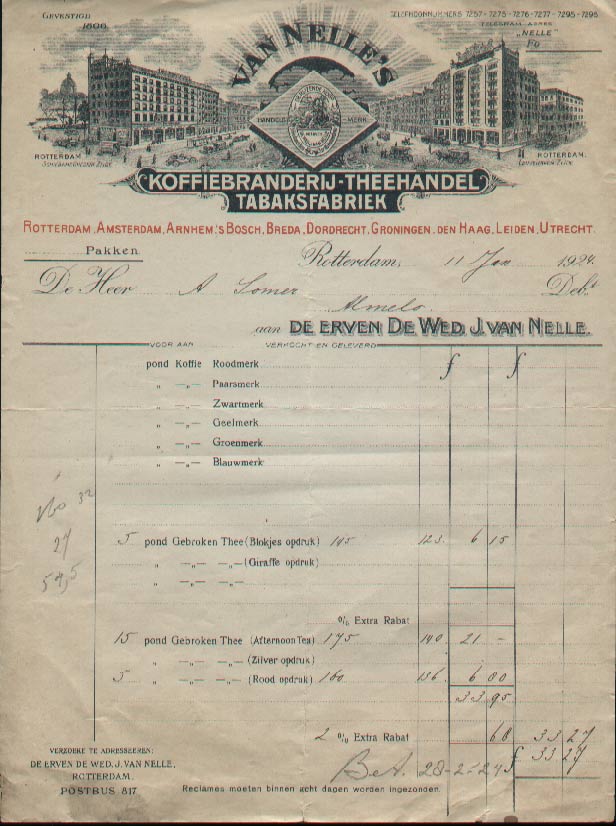 GEVESTIGD 1806.
TELEFOONNUMMERS 7257-7275-7276-7277-7295-7296
TELEGRAM ADRES
„NELLE"
Fo
VAN NELLE'S
HANDELS MERK
ROTTERDAM
ROTTERDAM.
KOFFIEBRANDERIJ-THEEHANDEL
TABAKSFABRIEK
ROTTERDAM, AMSTERDAM, ARNHEM, 'S BOSCH, BREDA, DORDRECHT, GRONINGEN, DEN HAAG, LEIDEN, UTRECHT.
Pakken
Rotterdam, 11 Jan 1924.
De Heer A Somer Debt
Almelo
aan DE ERVEN DE WED. J. VAN NELLE.
VOOR AAN VERKOCHT EN GELEVERD
pond Koffie Roodmerk f f
„ -„- Paarsmerk
„ -„- Zwartmerk
„ -„- Geelmerk
„ -„- Groenmerk
„ -„- Blauwmerk
No 32
27
5 pond Gebroken Thee (Blokjes opdruk) 145 123. 6 15
„ -„- -„- (Giraffe opdruk)
54,5
„ -„- -„-
% Extra Rabat
15 pond Gebroken Thee (Afternoon Tea) 175 140. 21 -
„ -„- -„- (Zilver opdruk)
5 „ -„- -„- (Rood opdruk) 160. 136. 6 80
33 95
2 % Extra Rabat 68 33 27
f 33 27
VERZOEKE TE ADRESSEEREN:
DE ERVEN DE WED. J. VAN NELLE,
ROTTERDAM.
POSTBUS 817
Bet. 28-2-24
Reclames moeten binnen acht dagen worden ingezonden.